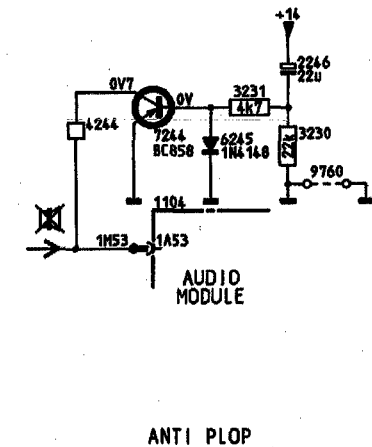 +14
2246
22u
0V7
0V
3231
4k7
4244
7244
BC858
6245
1N4148
3230
22k
9760
1104
1M53
1A53
AUDIO
MODULE
ANTI PLOP